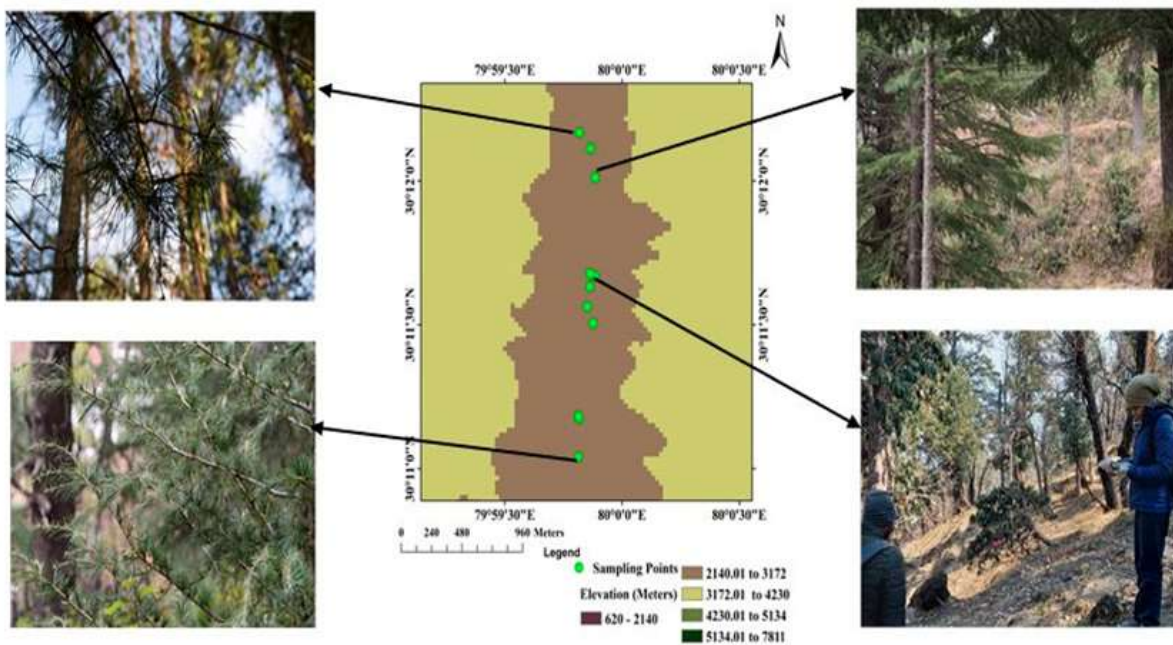 N
79°59'30"E 80°0'0"E 80°0'30"E
30°12'0"N 30°12'0"N
30°11'30"N 30°11'30"N
30°11'0"N 30°11'0"N
79°59'30"E 80°0'0"E 80°0'30"E
0 240 480 960 Meters
Legend
Sampling Points
Elevation (Meters)
620 - 2140
2140.01 to 3172
3172.01 to 4230
4230.01 to 5134
5134.01 to 7811